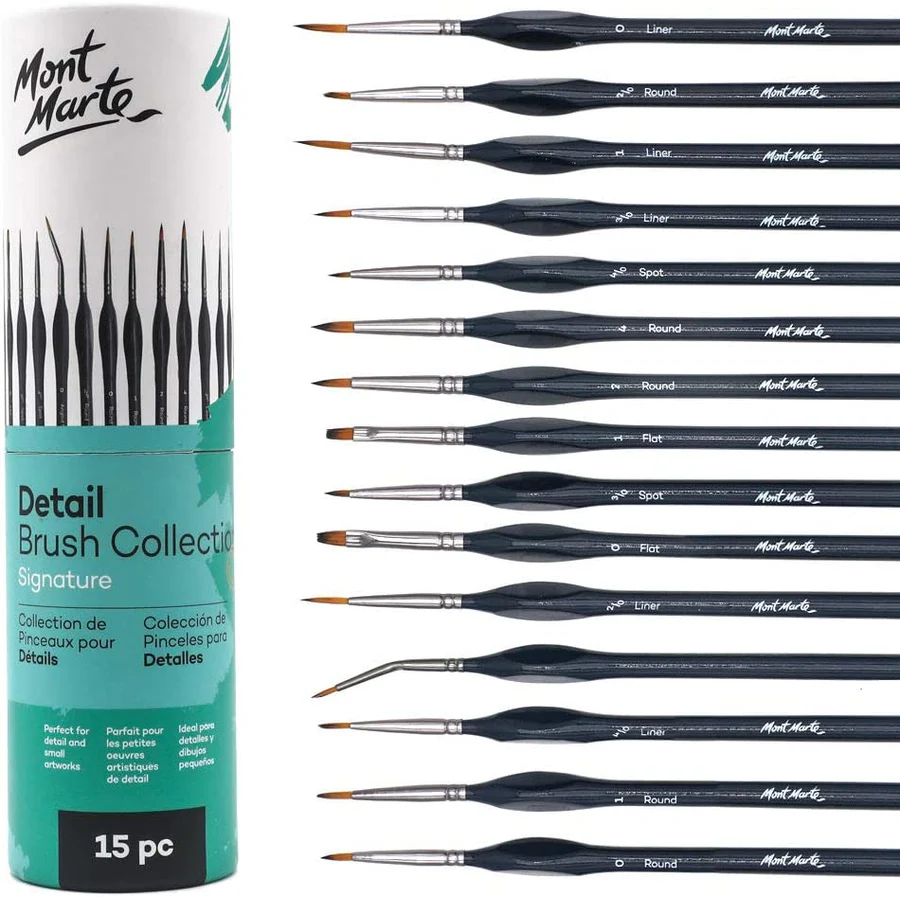 Mont
Marte
Detail
Brush Collectio
Signature
Collection de
Pinceaux pour
Détails
Colección de
Pinceles para
Detalles
Perfect for
detail and
small
artworks
Parfait pour
les petites
oeuvres
artistiques
de detail
Ideal para
detalles y
dibujos
pequeños
15 pc
0 Liner Mont Marte
2/0 Round Mont Marte
1 Liner Mont Marte
3/0 Liner Mont Marte
4/0 Spot Mont Marte
4 Round Mont Marte
2 Round Mont Marte
1 Flat Mont Marte
3/0 Spot Mont Marte
0 Flat Mont Marte
2/0 Liner Mont Marte
4/0 Liner Mont Marte
1 Round Mont Marte
0 Round Mont Marte